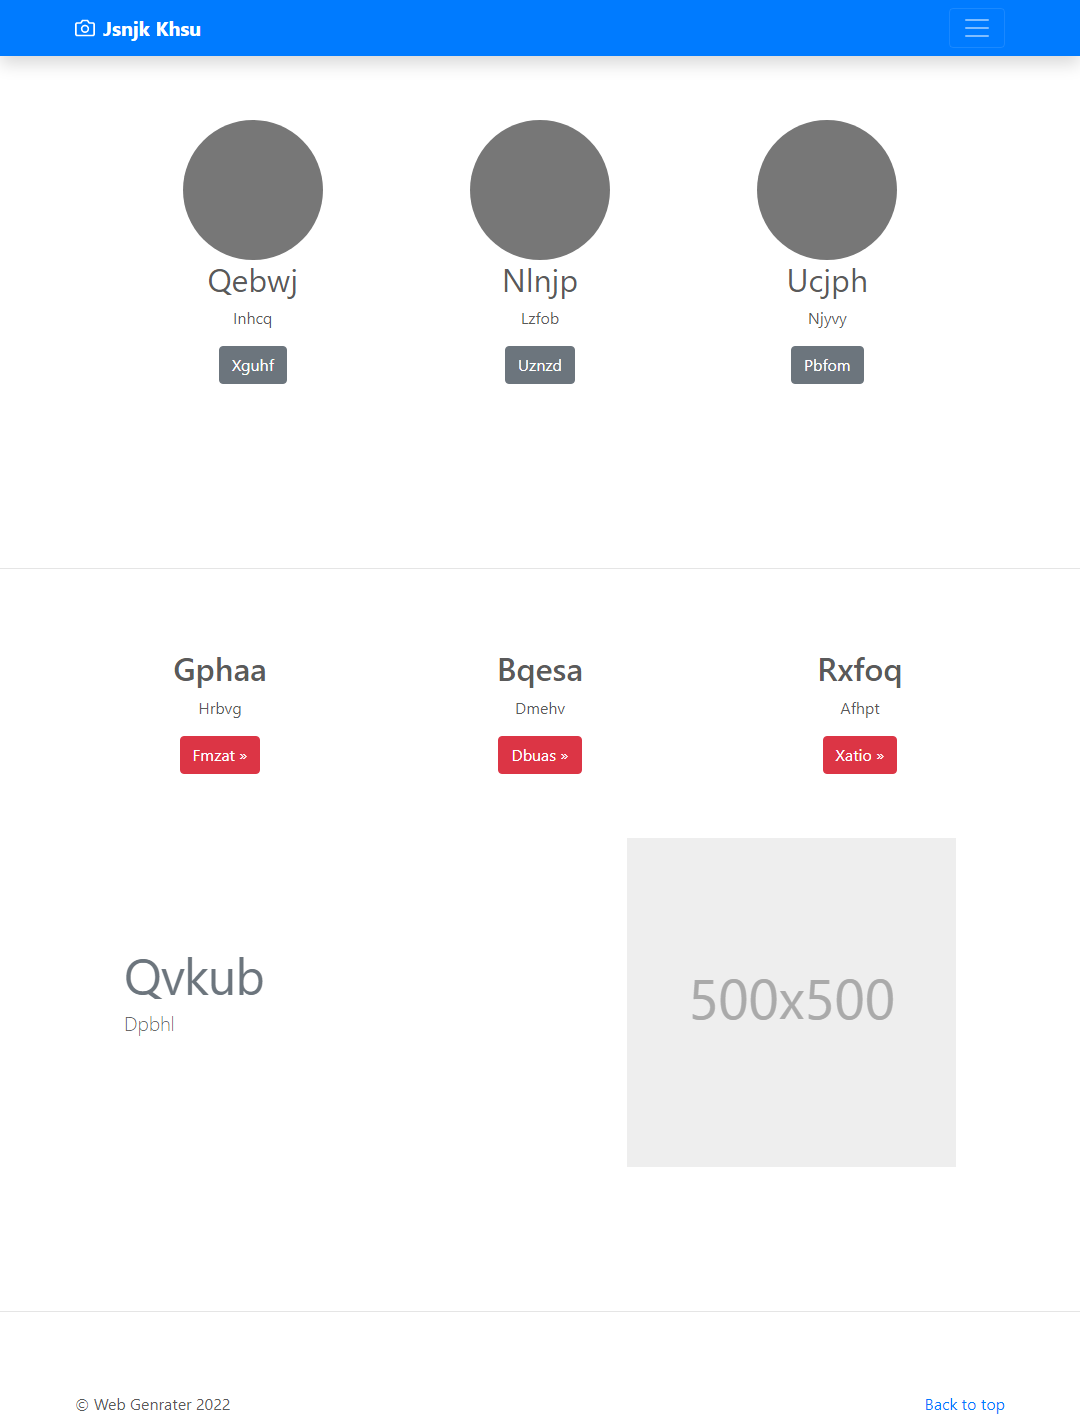 Jsnjk Khsu
Qebwj Nlnjp Ucjph
Inhcq Lzfob Njyvy
Xguhf Uznzd Pbfom
Gphaa Bqesa Rxfoq
Hrbvg Dmehv Afhpt
Fmzat » Dbuas » Xatio »
Qvkub
Dpbhl
500x500
© Web Genrater 2022 Back to top